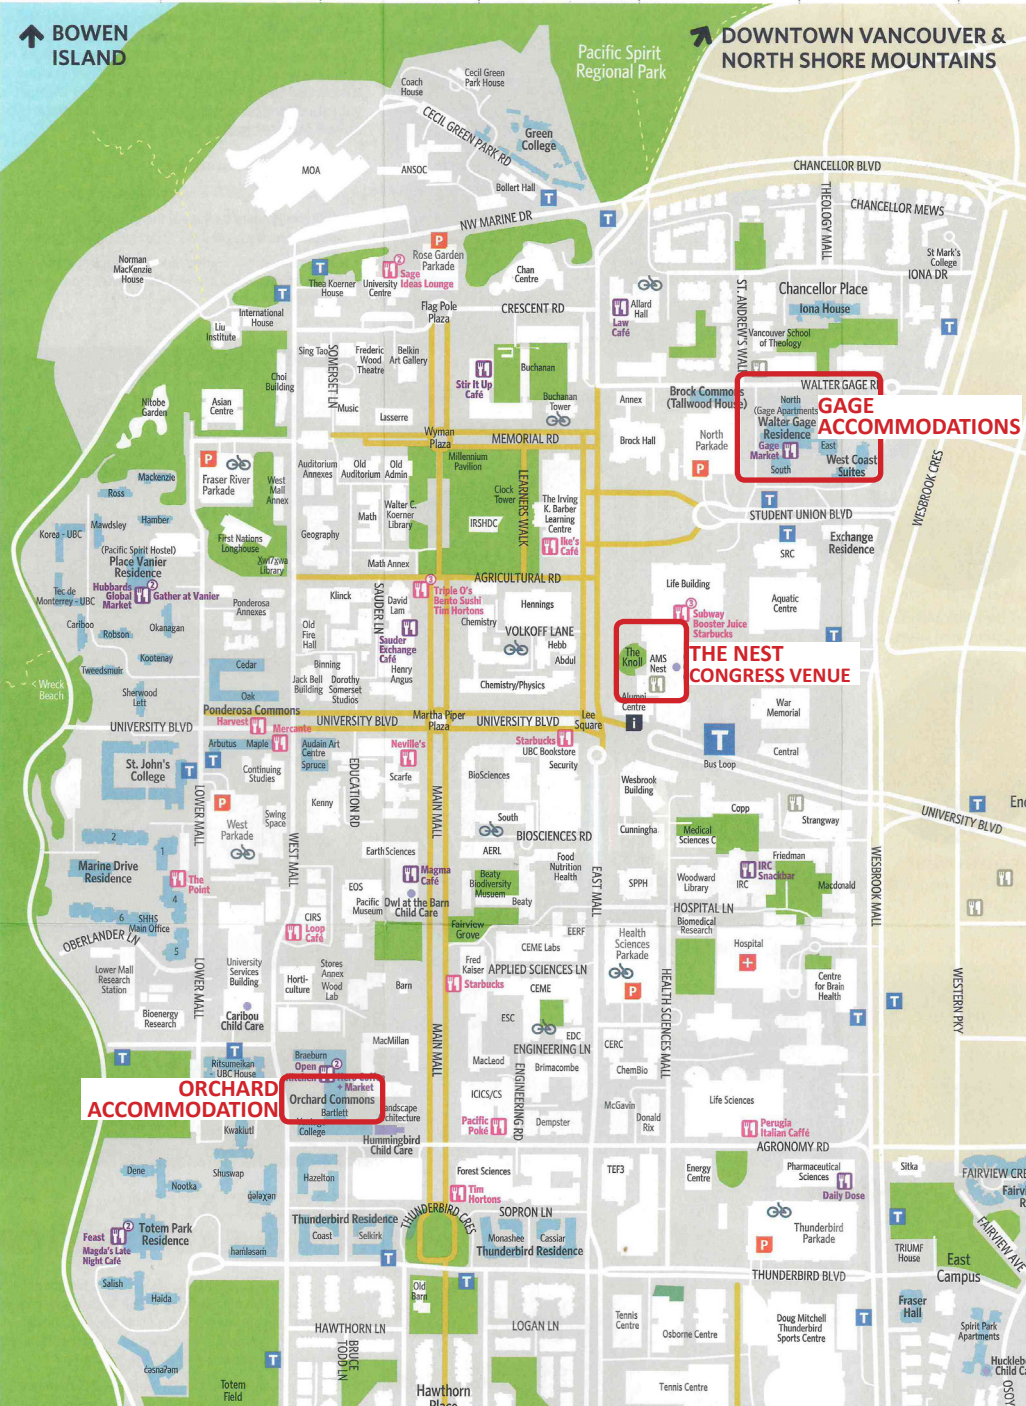 BOWEN
ISLAND
DOWNTOWN VANCOUVER &
NORTH SHORE MOUNTAINS
Pacific Spirit
Regional Park
Coach
House
Cecil Green
Park House
CECIL GREEN PARK RD
Green
College
MOA
ANSOC
Bollert Hall
T
T
NW MARINE DR
CHANCELLOR BLVD
THEOLOGY MALL
CHANCELLOR MEWS
St Mark's
College
IONA DR
Norman
MacKenzie
House
P
Rose Garden
Parkade
2
Sage
Ideas Lounge
University
Centre
T
Thea Koerner
House
T
International
House
Liu
Institute
Flag Pole
Plaza
Chan
Centre
CRESCENT RD
Allard
Hall
Law
Café
ST. ANDREW'S WALK
Chancellor Place
Iona House
Vancouver School
of Theology
T
Sing Tao
SOMERSET LN
Frederic
Wood
Theatre
Belkin
Art Gallery
Stir It Up
Café
Buchanan
Buchanan
Tower
Choi
Building
Nitobe
Garden
Asian
Centre
Music
Lasserre
Wyman
Plaza
MEMORIAL RD
Annex
Brock Hall
Brock Commons
(Tallwood House)
North
Parkade
P
WALTER GAGE RD
North
(Gage Apartments)
Walter Gage
Residence
Gage
Market
East
South
West Coast
Suites
GAGE
ACCOMMODATIONS
WESBROOK CRES
P
Fraser River
Parkade
West
Mall
Annex
Auditorium
Annexes
Old
Auditorium
Old
Admin
Math
Walter C.
Koerner
Library
Geography
Math Annex
Millennium
Pavilion
Clock
Tower
LEARNERS WALK
IRSHDC
The Irving
K. Barber
Learning
Centre
Ike's
Café
T
STUDENT UNION BLVD
T
SRC
Exchange
Residence
Mackenzie
Ross
Hamber
Mawdsley
Korea - UBC
(Pacific Spirit Hostel)
Place Vanier
Residence
Hubbards
Global
Market
2
Gather at Vanier
Tec de
Monterrey - UBC
Cariboo
Robson
Okanagan
Kootenay
Tweedsmuir
Sherwood
Lett
First Nations
Longhouse
Xwi7xwa
Library
Ponderosa
Annexes
Klinck
SAUDER LN
David
Lam
Old
Fire
Hall
Sauder
Exchange
Café
Henry
Angus
Binning
Jack Bell
Building
Dorothy
Somerset
Studios
AGRICULTURAL RD
3
Triple O's
Bento Sushi
Tim Hortons
Chemistry
Hennings
VOLKOFF LANE
Hebb
Abdul
Chemistry/Physics
Life Building
3
Subway
Booster Juice
Starbucks
Aquatic
Centre
T
The
Knoll
AMS
Nest
THE NEST
CONGRESS VENUE
Alumni
Centre
i
War
Memorial
Central
T
Bus Loop
< Wreck
Beach
Cedar
Oak
Ponderosa Commons
Harvest
Mercante
UNIVERSITY BLVD
UNIVERSITY BLVD
Martha Piper
Plaza
UNIVERSITY BLVD
Lee
Square
Starbucks
UBC Bookstore
Security
Arbutus
Maple
Audain Art
Centre
Spruce
Neville's
Scarfe
St. John's
College
T
T
Continuing
Studies
EDUCATION RD
MAIN MALL
BioSciences
Wesbrook
Building
T
UNIVERSITY BLVD
P
West
Parkade
LOWER MALL
Swing
Space
Kenny
WEST MALL
South
BIOSCIENCES RD
AERL
Food
Nutrition
Health
Earth Sciences
Magma
Café
Owl at the Barn
Child Care
EOS
Pacific
Museum
Beaty
Biodiversity
Musuem
Beaty
EAST MALL
Cunningha
Copp
Medical
Sciences C
Strangway
Friedman
IRC
Snackbar
IRC
Woodward
Library
Macdonald
WESBROOK MALL
SPPH
HOSPITAL LN
Biomedical
Research
Hospital
2
1
Marine Drive
Residence
The
Point
4
6
SHHS
Main Office
5
OBERLANDER LN
CIRS
Loop
Café
Fairview
Grove
EERF
CEME Labs
Fred
Kaiser
APPLIED SCIENCES LN
CEME
Starbucks
Health
Sciences
Parkade
P
HEALTH SCIENCES MALL
Centre
for Brain
Health
T
T
WESTERN PKY
Lower Mall
Research
Station
University
Services
Building
LOWER MALL
Horti-
culture
Stores
Annex
Wood
Lab
Barn
Bioenergy
Research
Caribou
Child Care
T
T
Ritsumeikan
UBC House
MacMillan
MAIN MALL
ESC
EDC
ENGINEERING LN
MacLeod
Brimacombe
ENGINEERING RD
ICICS/CS
Pacific
Poké
Dempster
CERC
ChemBio
McGavin
Donald
Rix
Life Sciences
Perugia
Italian Caffé
AGRONOMY RD
Braeburn
Open
2
+ Market
Orchard Commons
Bartlett
College
ORCHARD
ACCOMMODATION
Kwakiutl
Hummingbird
Child Care
Dene
Nootka
Shuswap
Hazelton
Forest Sciences
Tim
Hortons
SOPRON LN
THUNDERBIRD CRES
TEF3
Energy
Centre
Pharmaceutical
Sciences
Daily Dose
Sitka
FAIRVIEW CRE
FAIRVIEW AVE
Feast
2
Totem Park
Residence
Magda's Late
Night Café
Salish
Haida
Thunderbird Residence
Coast
Selkirk
Monashee
Cassiar
Thunderbird Residence
T
T
P
Thunderbird
Parkade
THUNDERBIRD BLVD
T
TRIUMF
House
East
Campus
Fraser
Hall
Spirit Park
Apartments
Old
Barn
HAWTHORN LN
LOGAN LN
BRUCE
TODD LN
T
Tennis
Centre
Osborne Centre
Doug Mitchell
Thunderbird
Sports Centre
T
Totem
Field
Tennis Centre
Hawthorn